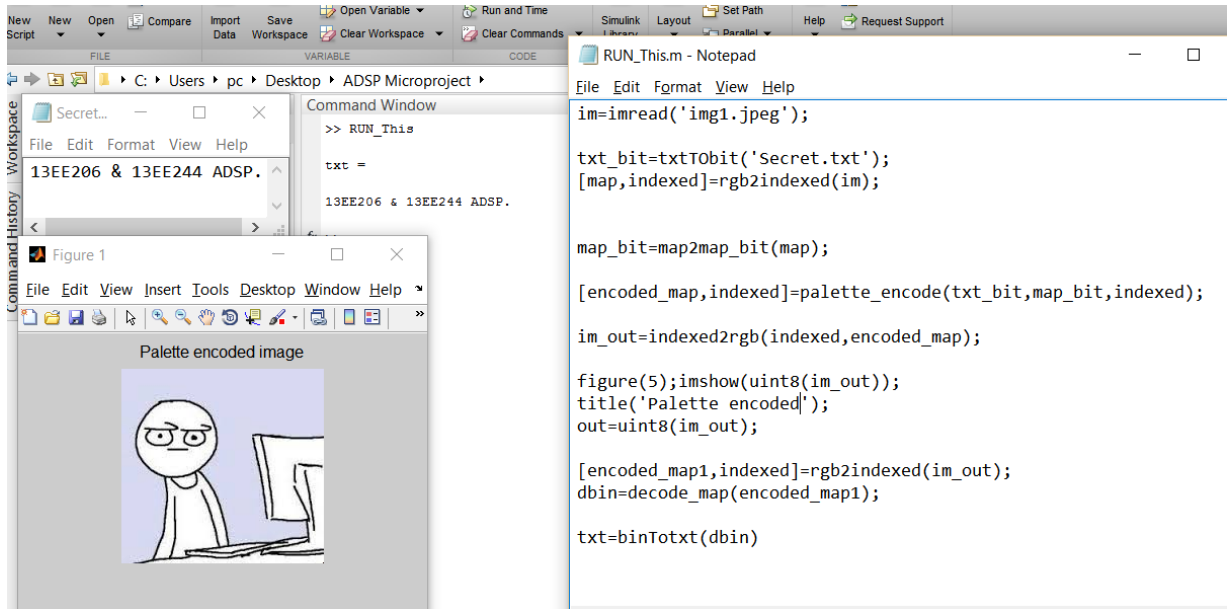 New New Open Compare Import Save Open Variable Run and Time Simulink Layout Set Path Help Request Support
Script Data Workspace Clear Workspace Clear Commands Library Parallel
FILE VARIABLE CODE
C: Users pc Desktop ADSP Microproject
Workspace
Command History
Secret...
File Edit Format View Help
13EE206 & 13EE244 ADSP.
Command Window
>> RUN_This
txt =
13EE206 & 13EE244 ADSP.
Figure 1
File Edit View Insert Tools Desktop Window Help
Palette encoded image
RUN_This.m - Notepad
File Edit Format View Help
im=imread('img1.jpeg');
txt_bit=txtTObit('Secret.txt');
[map,indexed]=rgb2indexed(im);
map_bit=map2map_bit(map);
[encoded_map,indexed]=palette_encode(txt_bit,map_bit,indexed);
im_out=indexed2rgb(indexed,encoded_map);
figure(5);imshow(uint8(im_out));
title('Palette encoded');
out=uint8(im_out);
[encoded_map1,indexed]=rgb2indexed(im_out);
dbin=decode_map(encoded_map1);
txt=binTotxt(dbin)